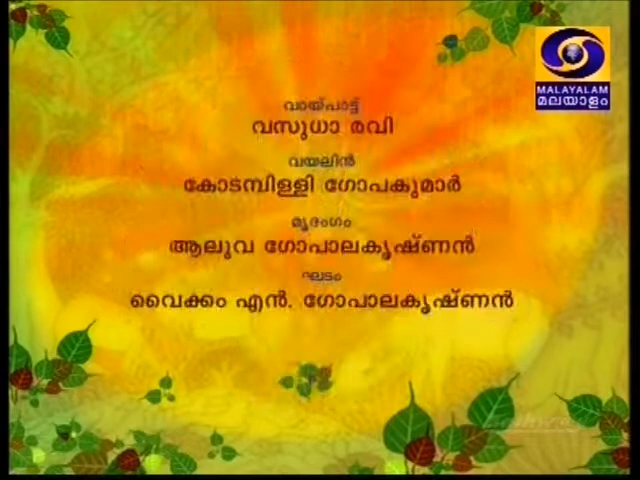 MALAYALAM
മലയാളം
വായ്പാട്ട്
വസുധാ രവി
വയലിൻ
കോടമ്പിള്ളി ഗോപകുമാർ
മൃദംഗം
ആലുവ ഗോപാലകൃഷ്ണൻ
ഘടം
വൈക്കം എൻ. ഗോപാലകൃഷ്ണൻ